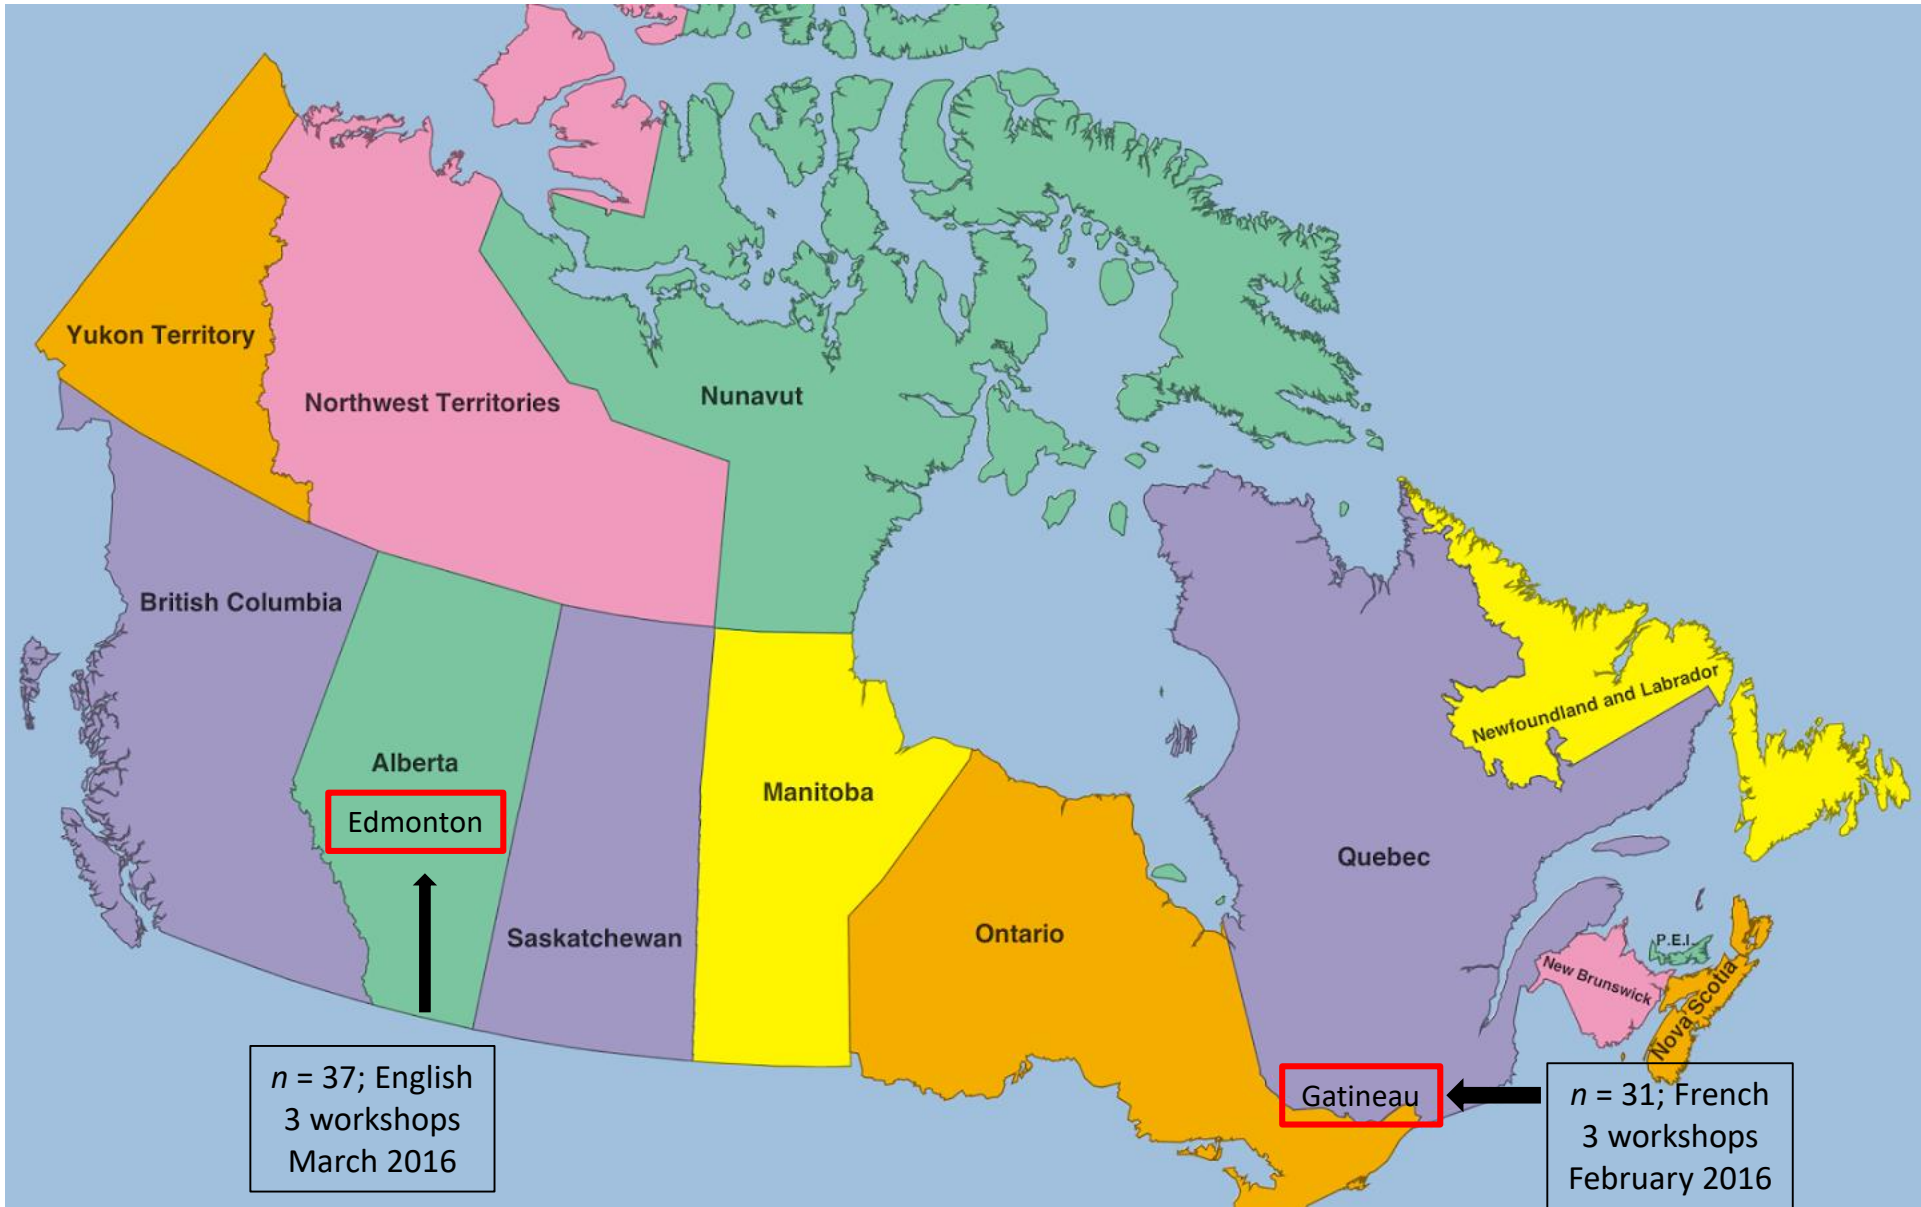 Yukon Territory
Northwest Territories
Nunavut
British Columbia
Alberta
Edmonton
Saskatchewan
Manitoba
Ontario
Quebec
Newfoundland and Labrador
P.E.I.
New Brunswick
Nova Scotia
Gatineau
n = 37; English
3 workshops
March 2016
n = 31; French
3 workshops
February 2016